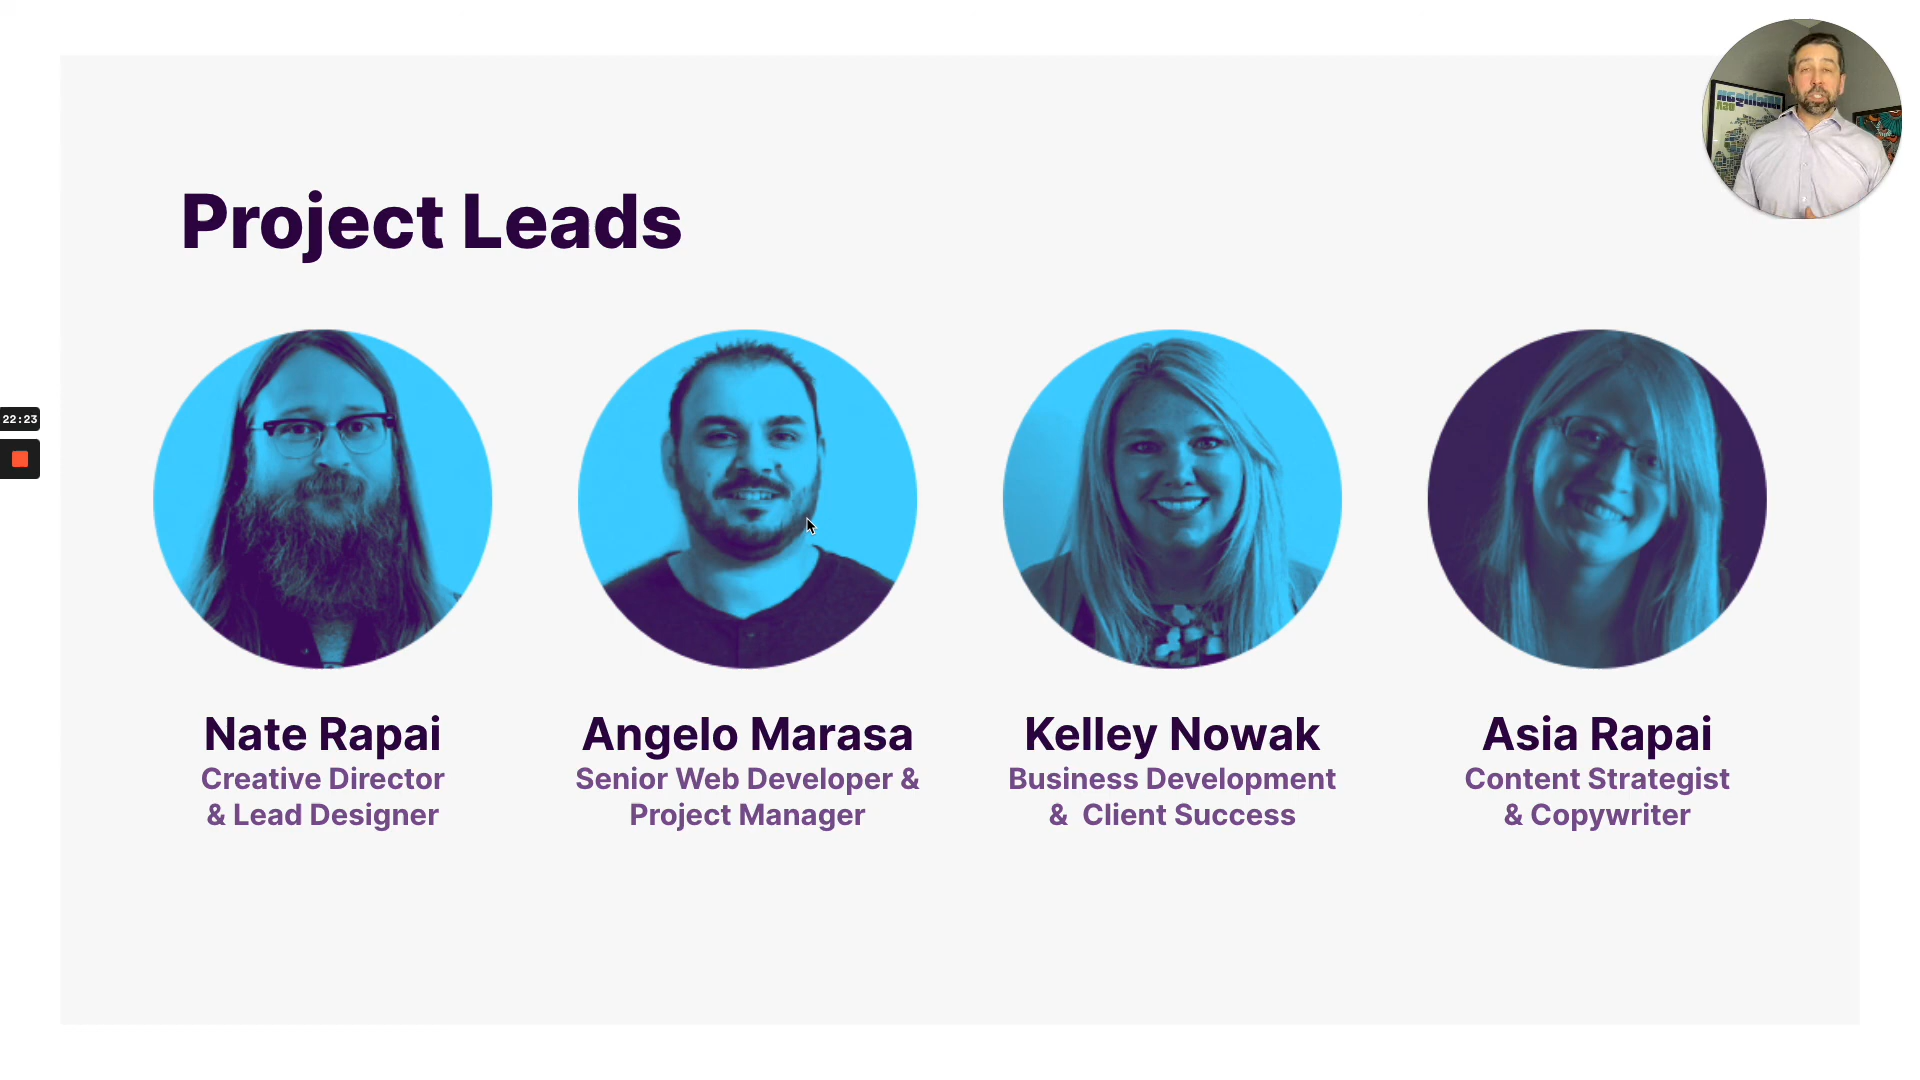 Project Leads
22:23
Nate Rapai
Creative Director
& Lead Designer
Angelo Marasa
Senior Web Developer &
Project Manager
Kelley Nowak
Business Development
& Client Success
Asia Rapai
Content Strategist
& Copywriter